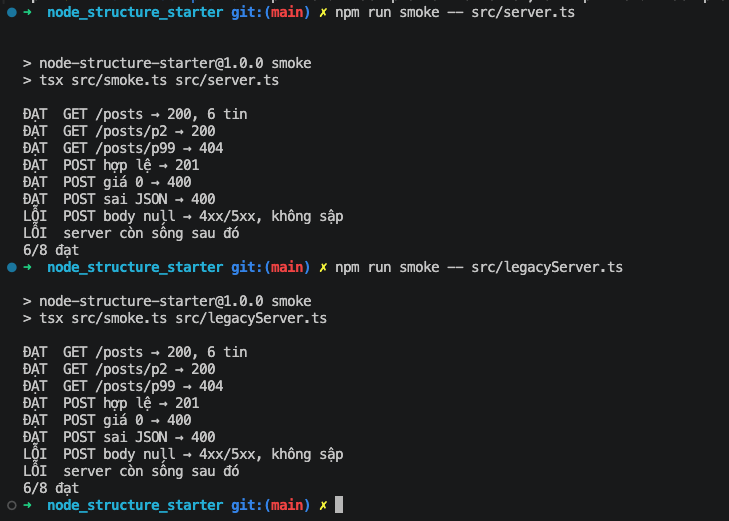 ➜ node_structure_starter git:(main) ✗ npm run smoke -- src/server.ts
> node-structure-starter@1.0.0 smoke
> tsx src/smoke.ts src/server.ts
ĐẠT GET /posts → 200, 6 tin
ĐẠT GET /posts/p2 → 200
ĐẠT GET /posts/p99 → 404
ĐẠT POST hợp lệ → 201
ĐẠT POST giá 0 → 400
ĐẠT POST sai JSON → 400
LỖI POST body null → 4xx/5xx, không sập
LỖI server còn sống sau đó
6/8 đạt
➜ node_structure_starter git:(main) ✗ npm run smoke -- src/legacyServer.ts
> node-structure-starter@1.0.0 smoke
> tsx src/smoke.ts src/legacyServer.ts
ĐẠT GET /posts → 200, 6 tin
ĐẠT GET /posts/p2 → 200
ĐẠT GET /posts/p99 → 404
ĐẠT POST hợp lệ → 201
ĐẠT POST giá 0 → 400
ĐẠT POST sai JSON → 400
LỖI POST body null → 4xx/5xx, không sập
LỖI server còn sống sau đó
6/8 đạt
➜ node_structure_starter git:(main) ✗